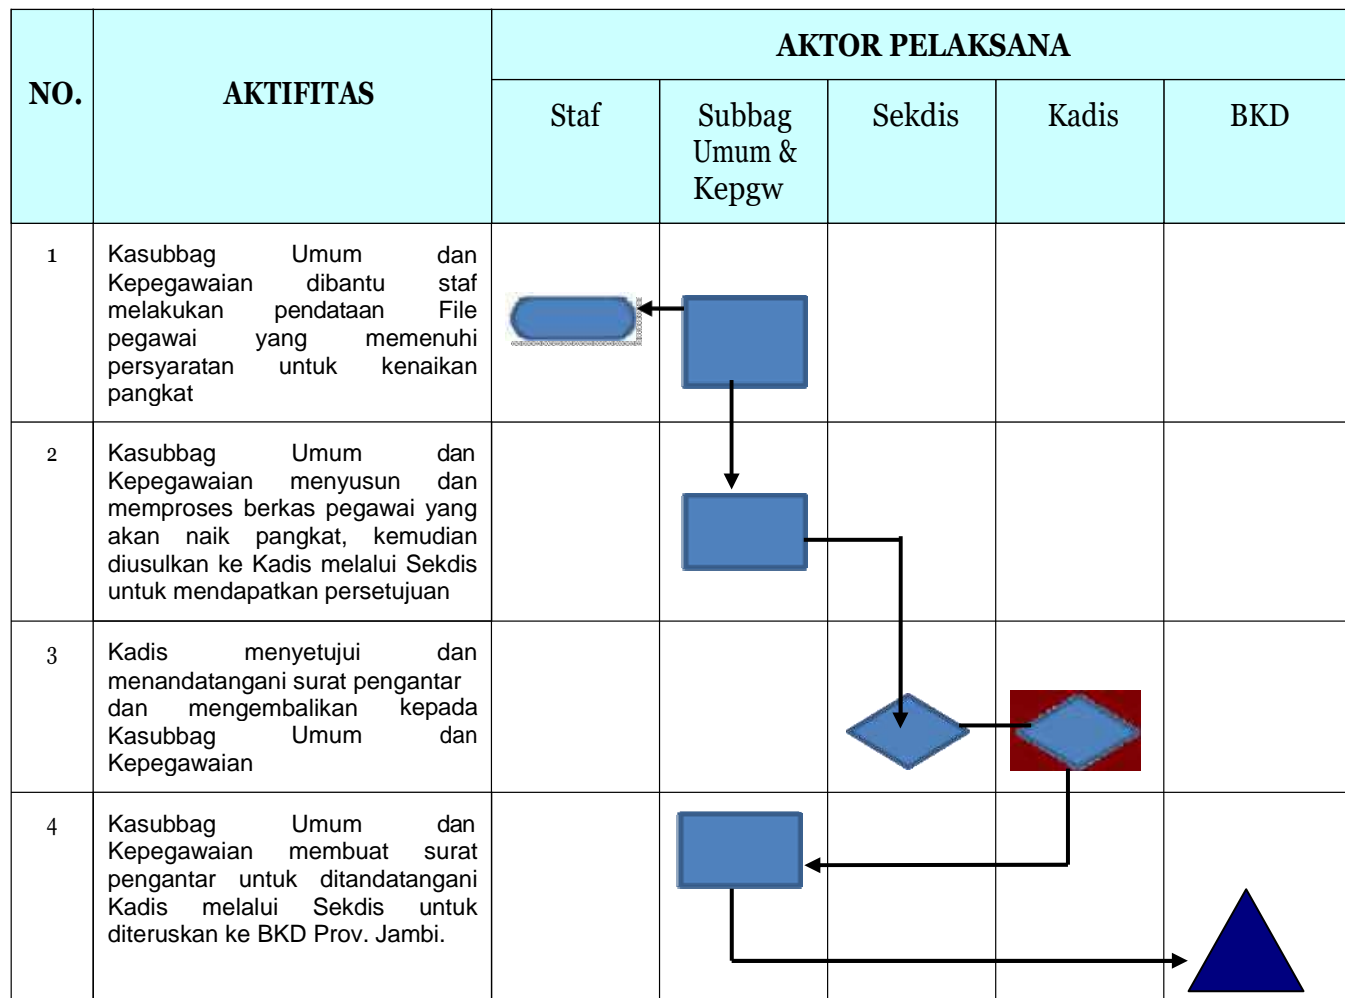 NO.
AKTIFITAS
AKTOR PELAKSANA
Staf
Subbag
Umum &
Kepgw
Sekdis
Kadis
BKD
1
Kasubbag Umum dan
Kepegawaian dibantu staf
melakukan pendataan File
pegawai yang memenuhi
persyaratan untuk kenaikan
pangkat
2
Kasubbag Umum dan
Kepegawaian menyusun dan
memproses berkas pegawai yang
akan naik pangkat, kemudian
diusulkan ke Kadis melalui Sekdis
untuk mendapatkan persetujuan
3
Kadis menyetujui dan
menandatangani surat pengantar
dan mengembalikan kepada
Kasubbag Umum dan
Kepegawaian
4
Kasubbag Umum dan
Kepegawaian membuat surat
pengantar untuk ditandatangani
Kadis melalui Sekdis untuk
diteruskan ke BKD Prov. Jambi.